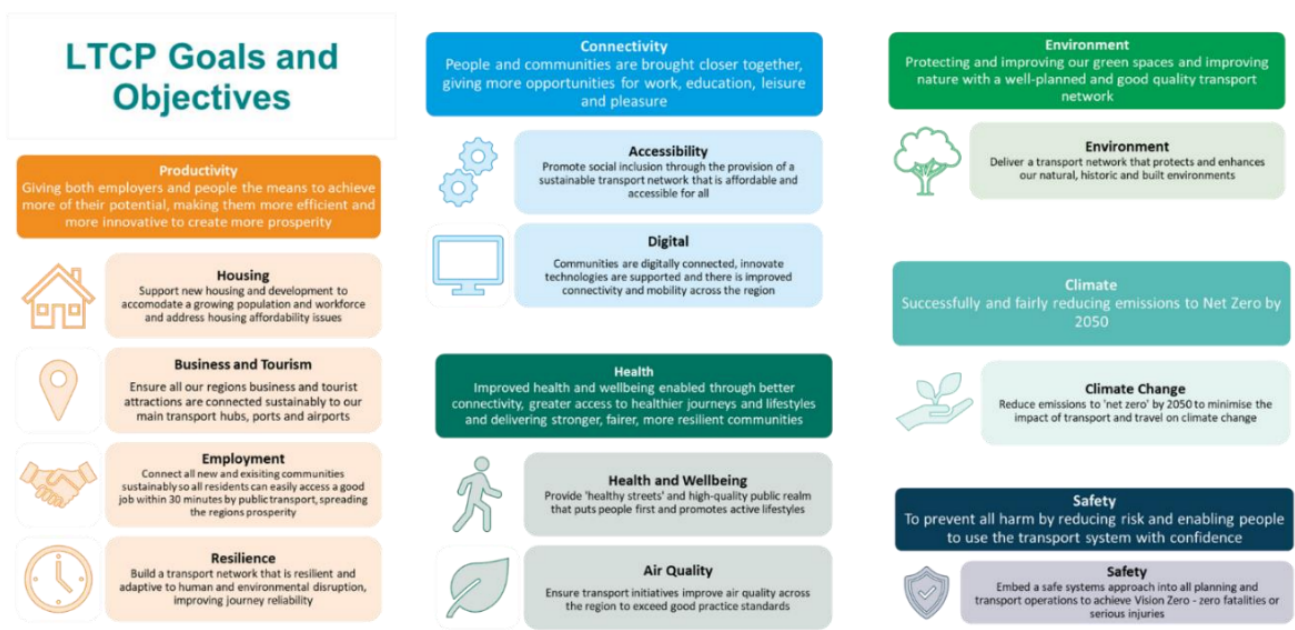 LTCP Goals and
Objectives
Productivity
Giving both employers and people the means to achieve
more of their potential, making them more efficient and
more innovative to create more prosperity
Housing
Support new housing and development to
accomodate a growing population and workforce
and address housing affordability issues
Business and Tourism
Ensure all our regions business and tourist
attractions are connected sustainably to our
main transport hubs, ports and airports
Employment
Connect all new and exisiting communities
sustainably so all residents can easily access a good
job within 30 minutes by public transport, spreading
the regions prosperity
Resilience
Build a transport network that is resilient and
adaptive to human and environmental disruption,
improving journey reliability
Connectivity
People and communities are brought closer together,
giving more opportunities for work, education, leisure
and pleasure
Accessibility
Promote social inclusion through the provision of a
sustainable transport network that is affordable and
accessible for all
Digital
Communities are digitally connected, innovate
technologies are supported and there is improved
connectivity and mobility across the region
Health
Improved health and wellbeing enabled through better
connectivity, greater access to healthier journeys and lifestyles
and delivering stronger, fairer, more resilient communities
Health and Wellbeing
Provide 'healthy streets' and high-quality public realm
that puts people first and promotes active lifestyles
Air Quality
Ensure transport initiatives improve air quality across
the region to exceed good practice standards
Environment
Protecting and improving our green spaces and improving
nature with a well-planned and good quality transport
network
Environment
Deliver a transport network that protects and enhances
our natural, historic and built environments
Climate
Successfully and fairly reducing emissions to Net Zero by
2050
Climate Change
Reduce emissions to 'net zero' by 2050 to minimise the
impact of transport and travel on climate change
Safety
To prevent all harm by reducing risk and enabling people
to use the transport system with confidence
Safety
Embed a safe systems approach into all planning and
transport operations to achieve Vision Zero - zero fatalities or
serious injuries